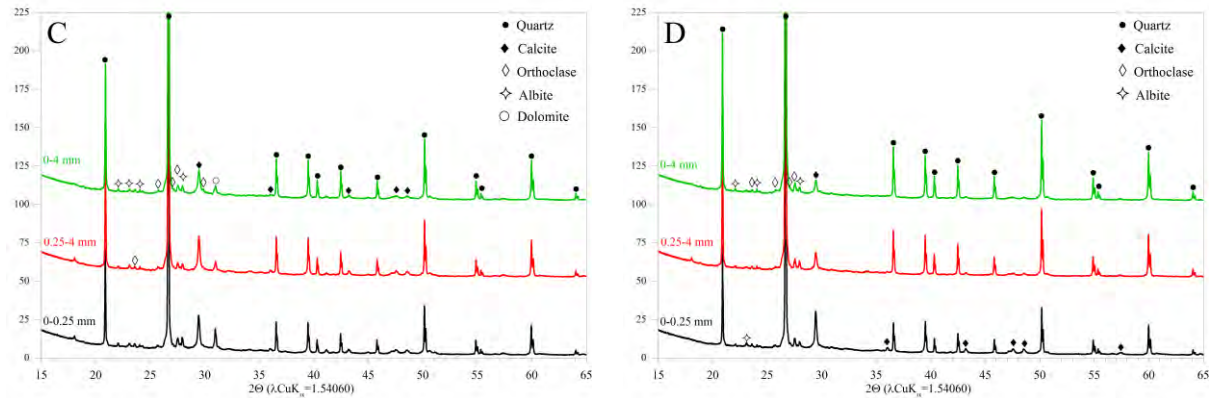 C
225
200
175
150
125
100
75
50
25
0
Quartz
Calcite
Orthoclase
Albite
Dolomite
0-4 mm
0.25-4 mm
0-0.25 mm
15 20 25 30 35 40 45 50 55 60 65
2Θ (λCuKα=1.54060)
D
225
200
175
150
125
100
75
50
25
0
Quartz
Calcite
Orthoclase
Albite
0-4 mm
0.25-4 mm
0-0.25 mm
15 20 25 30 35 40 45 50 55 60 65
2Θ (λCuKα=1.54060)